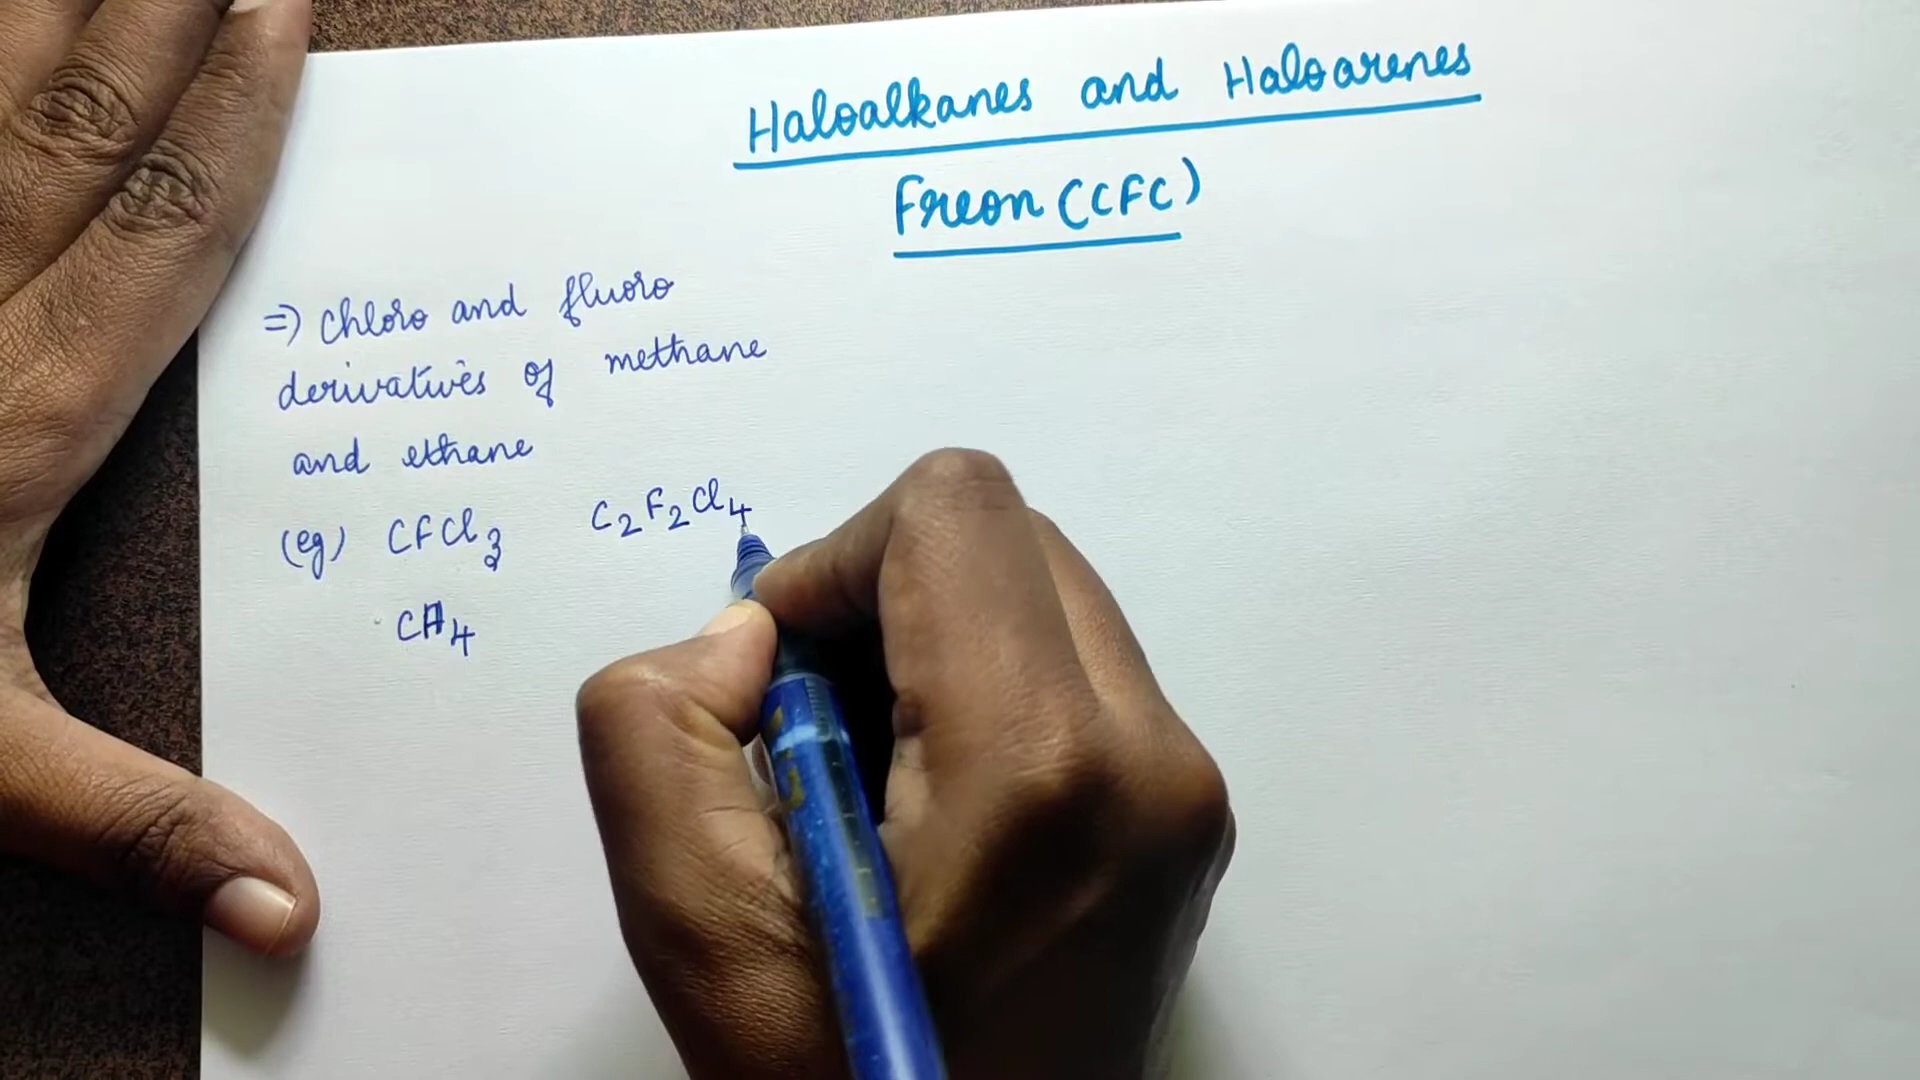 Haloalkanes and Haloarenes
Freon (CFC)
⇒ chloro and fluoro
derivatives of methane
and ethane
(eg) CFCl₃ C₂F₂Cl₄
CH₄